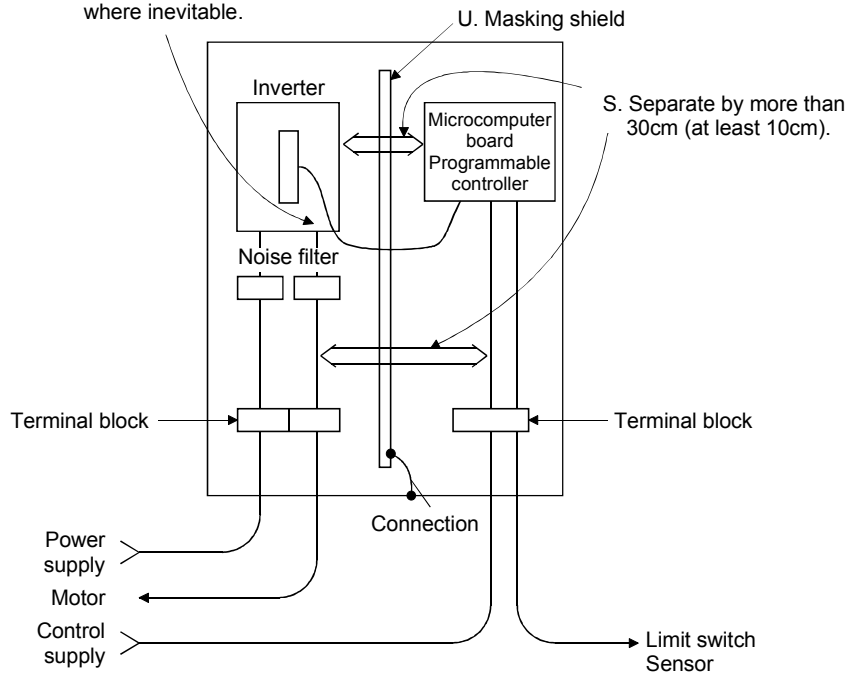 where inevitable.
U. Masking shield
Inverter
S. Separate by more than
30cm (at least 10cm).
Microcomputer
board
Programmable
controller
Noise filter
Terminal block
Terminal block
Connection
Power
supply
Motor
Control
supply
Limit switch
Sensor